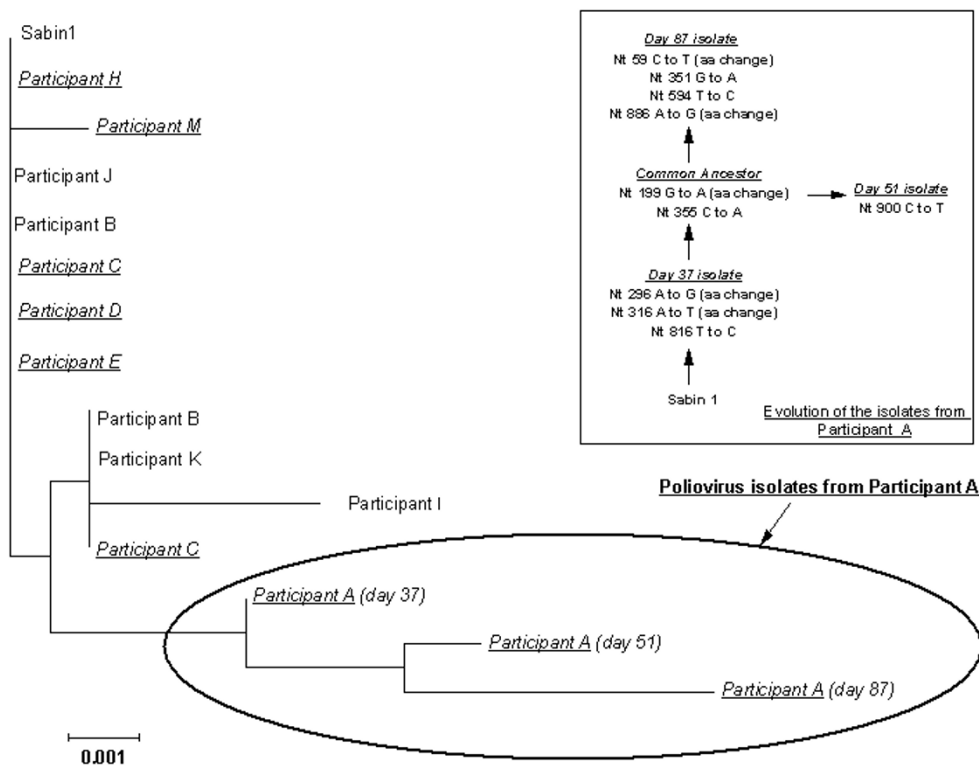 Sabin1
Participant H
Participant M
Participant J
Participant B
Participant C
Participant D
Participant E
Participant B
Participant K
Participant I
Participant C
Participant A (day 37)
Participant A (day 51)
Participant A (day 87)
0.001
Day 87 isolate
Nt 59 C to T (aa change)
Nt 351 G to A
Nt 594 T to C
Nt 886 A to G (aa change)
Common Ancestor
Nt 199 G to A (aa change)
Nt 355 C to A
Day 51 isolate
Nt 900 C to T
Day 37 isolate
Nt 296 A to G (aa change)
Nt 316 A to T (aa change)
Nt 816 T to C
Sabin 1
Evolution of the isolates from
Participant A
Poliovirus isolates from Participant A